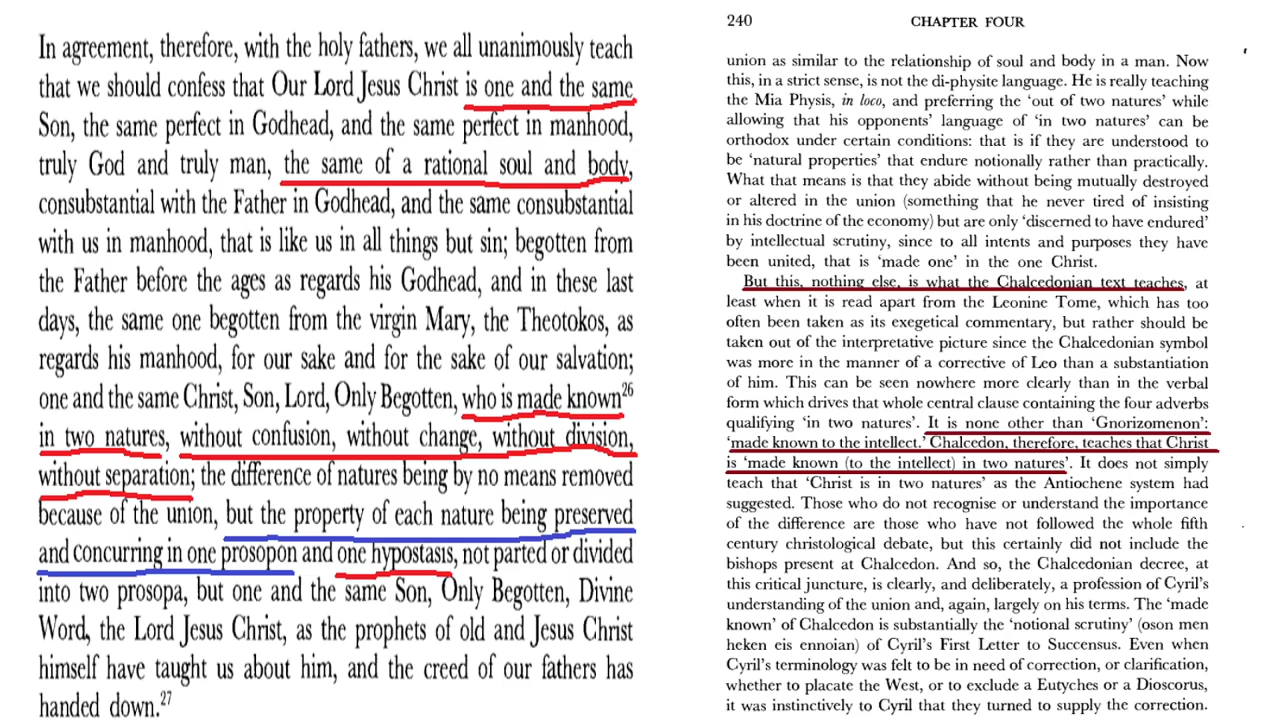 In agreement, therefore, with the holy fathers, we all unanimously teach
that we should confess that Our Lord Jesus Christ is one and the same
Son, the same perfect in Godhead, and the same perfect in manhood,
truly God and truly man, the same of a rational soul and body,
consubstantial with the Father in Godhead, and the same consubstantial
with us in manhood, that is like us in all things but sin; begotten from
the Father before the ages as regards his Godhead, and in these last
days, the same one begotten from the virgin Mary, the Theotokos, as
regards his manhood, for our sake and for the sake of our salvation;
one and the same Christ, Son, Lord, Only Begotten, who is made known26
in two natures, without confusion, without change, without division,
without separation; the difference of natures being by no means removed
because of the union, but the property of each nature being preserved
and concurring in one prosopon and one hypostasis, not parted or divided
into two prosopa, but one and the same Son, Only Begotten, Divine
Word, the Lord Jesus Christ, as the prophets of old and Jesus Christ
himself have taught us about him, and the creed of our fathers has
handed down.27
240 CHAPTER FOUR
union as similar to the relationship of soul and body in a man. Now
this, in a strict sense, is not the di-physite language. He is really teaching
the Mia Physis, in loco, and preferring the 'out of two natures' while
allowing that his opponents' language of 'in two natures' can be
orthodox under certain conditions: that is if they are understood to
be 'natural properties' that endure notionally rather than practically.
What that means is that they abide without being mutually destroyed
or altered in the union (something that he never tired of insisting
in his doctrine of the economy) but are only 'discerned to have endured'
by intellectual scrutiny, since to all intents and purposes they have
been united, that is 'made one' in the one Christ.
But this, nothing else, is what the Chalcedonian text teaches, at
least when it is read apart from the Leonine Tome, which has too
often been taken as its exegetical commentary, but rather should be
taken out of the interpretative picture since the Chalcedonian symbol
was more in the manner of a corrective of Leo than a substantiation
of him. This can be seen nowhere more clearly than in the verbal
form which drives that whole central clause containing the four adverbs
qualifying 'in two natures'. It is none other than 'Gnorizomenon':
'made known to the intellect.' Chalcedon, therefore, teaches that Christ
is 'made known (to the intellect) in two natures'. It does not simply
teach that 'Christ is in two natures' as the Antiochene system had
suggested. Those who do not recognise or understand the importance
of the difference are those who have not followed the whole fifth
century christological debate, but this certainly did not include the
bishops present at Chalcedon. And so, the Chalcedonian decree, at
this critical juncture, is clearly, and deliberately, a profession of Cyril's
understanding of the union and, again, largely on his terms. The 'made
known' of Chalcedon is substantially the 'notional scrutiny' (oson men
heken eis ennoian) of Cyril's First Letter to Succensus. Even when
Cyril's terminology was felt to be in need of correction, or clarification,
whether to placate the West, or to exclude a Eutyches or a Dioscorus,
it was instinctively to Cyril that they turned to supply the correction.